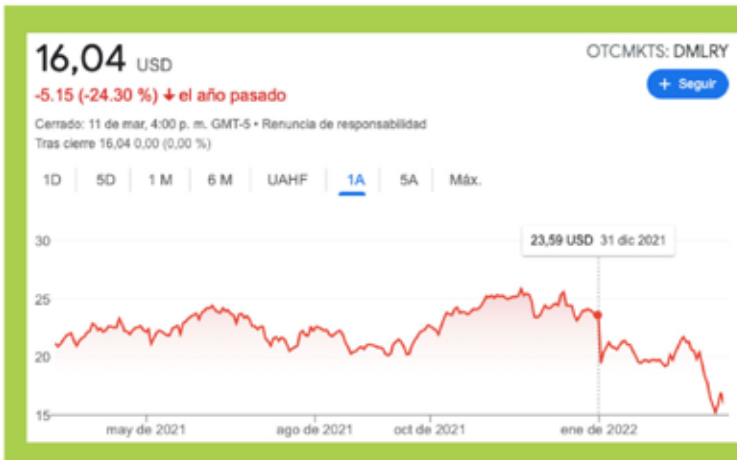 16,04 USD
OTCMKTS: DMLRY
-5.15 (-24.30 %) ↓ el año pasado
+ Seguir
Cerrado: 11 de mar, 4:00 p. m. GMT-5 • Renuncia de responsabilidad
Tras cierre 16,04 0,00 (0,00 %)
1D 5D 1 M 6 M UAHF 1A 5A Máx.
23,59 USD 31 dic 2021
30
25
20
15
may de 2021 ago de 2021 oct de 2021 ene de 2022